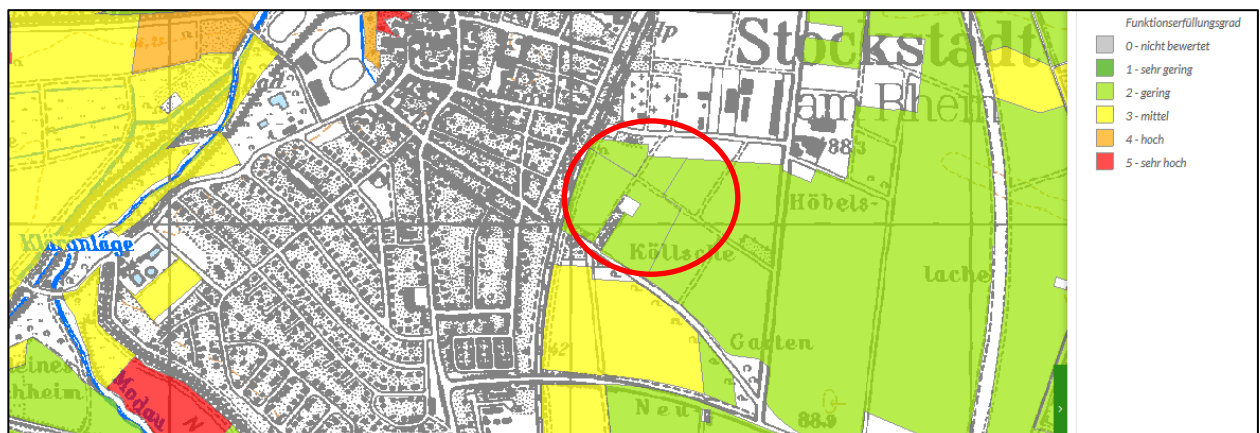 Stockstadt
am Rhein
88.3
Höbels-
Kläranlage
Köllsche
lache
Garten
Modau
N
Neu
88.9
Funktionserfüllungsgrad
0 - nicht bewertet
1 - sehr gering
2 - gering
3 - mittel
4 - hoch
5 - sehr hoch